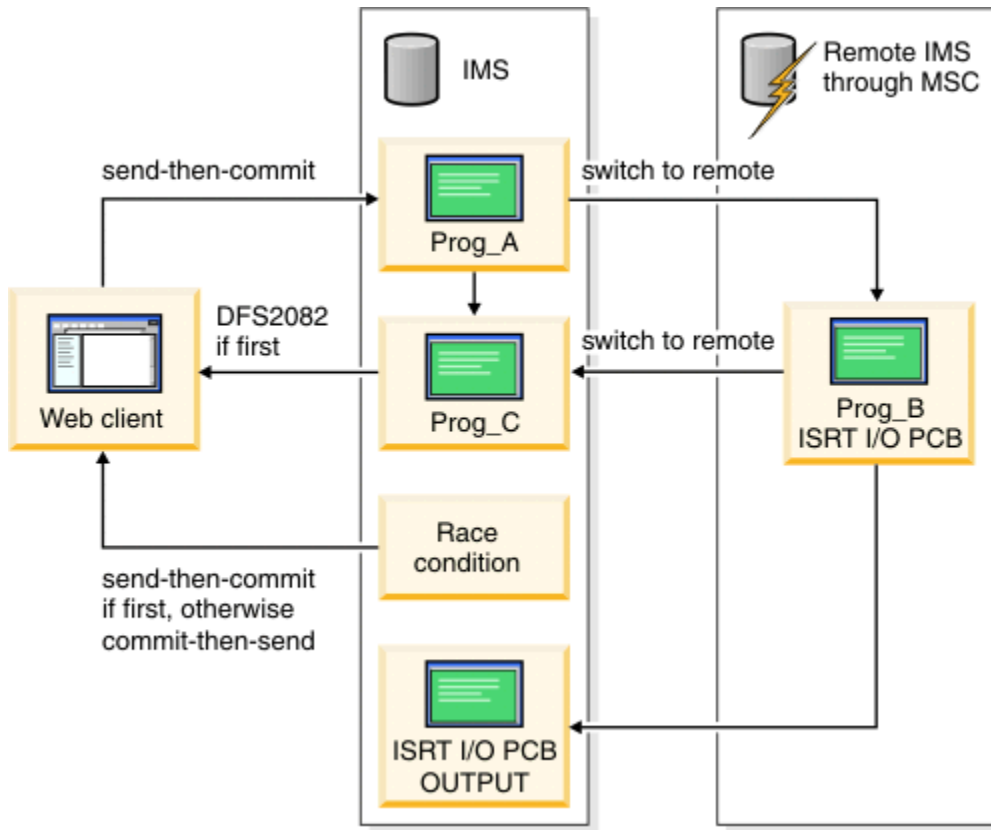 IMS
Remote IMS
through MSC
send-then-commit
switch to remote
Prog_A
DFS2082
if first
switch to remote
Web client
Prog_C
Prog_B
ISRT I/O PCB
Race
condition
send-then-commit
if first, otherwise
commit-then-send
ISRT I/O PCB
OUTPUT